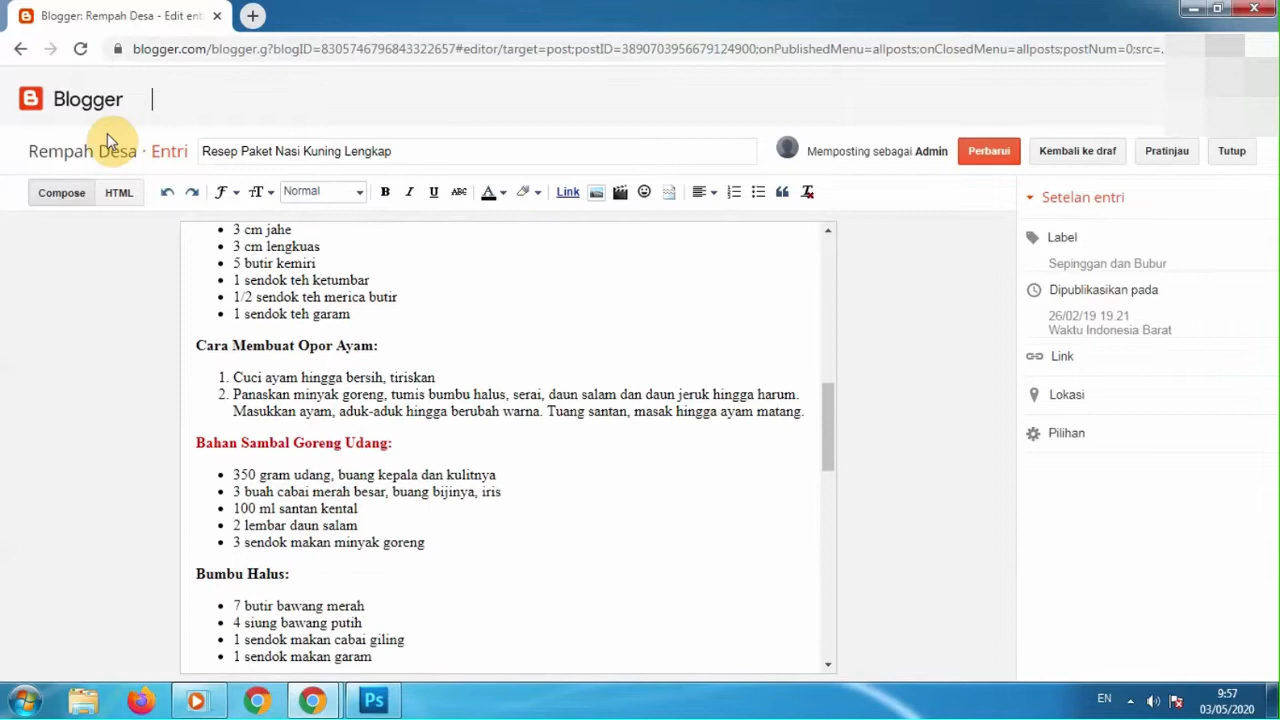 Blogger: Rempah Desa - Edit ent
blogger.com/blogger.g?blogID=8305746796843322657#editor/target=post;postID=3890703956679124900;onPublishedMenu=allposts;onClosedMenu=allposts;postNum=0;src=...
Blogger
Rempah Desa · Entri
Resep Paket Nasi Kuning Lengkap
Memposting sebagai Admin
Perbarui
Kembali ke draf
Pratinjau
Tutup
Compose
HTML
Normal
B I U ABC A Link
3 cm jahe
3 cm lengkuas
5 butir kemiri
1 sendok teh ketumbar
1/2 sendok teh merica butir
1 sendok teh garam
Cara Membuat Opor Ayam:
1. Cuci ayam hingga bersih, tiriskan
2. Panaskan minyak goreng, tumis bumbu halus, serai, daun salam dan daun jeruk hingga harum.
Masukkan ayam, aduk-aduk hingga berubah warna. Tuang santan, masak hingga ayam matang.
Bahan Sambal Goreng Udang:
350 gram udang, buang kepala dan kulitnya
3 buah cabai merah besar, buang bijinya, iris
100 ml santan kental
2 lembar daun salam
3 sendok makan minyak goreng
Bumbu Halus:
7 butir bawang merah
4 siung bawang putih
1 sendok makan cabai giling
1 sendok makan garam
Setelan entri
Label
Sepinggan dan Bubur
Dipublikasikan pada
26/02/19 19.21
Waktu Indonesia Barat
Link
Lokasi
Pilihan
Ps
EN
9:57
03/05/2020